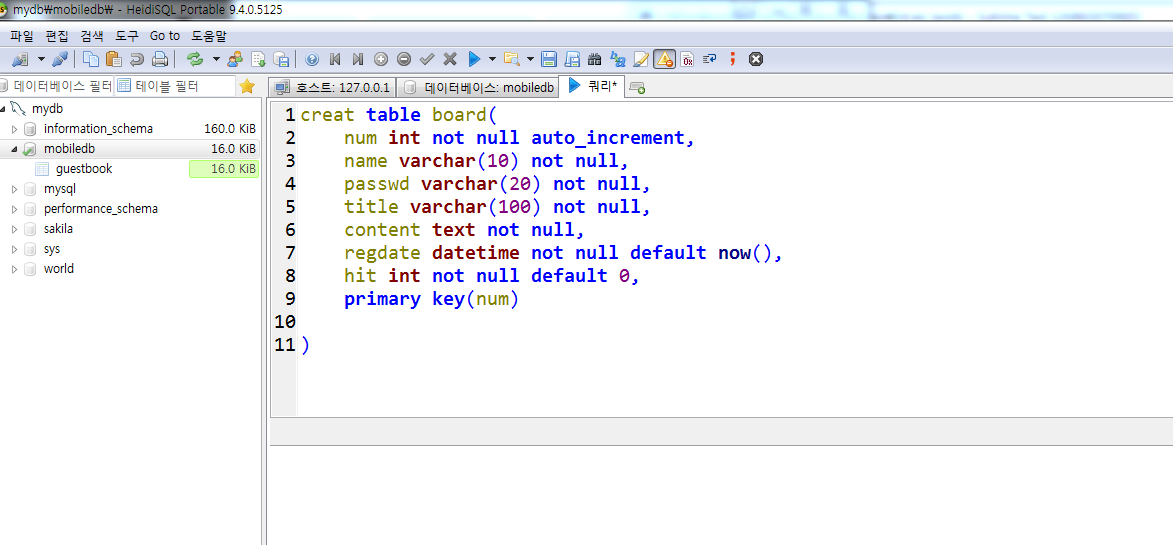 mydb\mobiledb\ - HeidiSQL Portable 9.4.0.5125
파일 편집 검색 도구 Go to 도움말
데이터베이스 필터 테이블 필터
호스트: 127.0.0.1 데이터베이스: mobiledb 쿼리*
mydb
information_schema 160.0 KiB
mobiledb 16.0 KiB
guestbook 16.0 KiB
mysql
performance_schema
sakila
sys
world
1 creat table board(
2 num int not null auto_increment,
3 name varchar(10) not null,
4 passwd varchar(20) not null,
5 title varchar(100) not null,
6 content text not null,
7 regdate datetime not null default now(),
8 hit int not null default 0,
9 primary key(num)
10
11 )